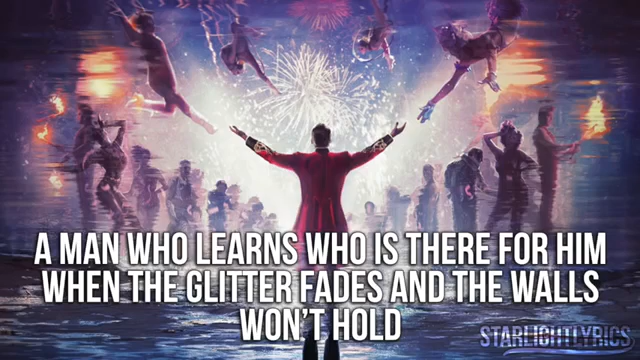 A MAN WHO LEARNS WHO IS THERE FOR HIM
WHEN THE GLITTER FADES AND THE WALLS
WON'T HOLD
STARLIGHTLYRICS